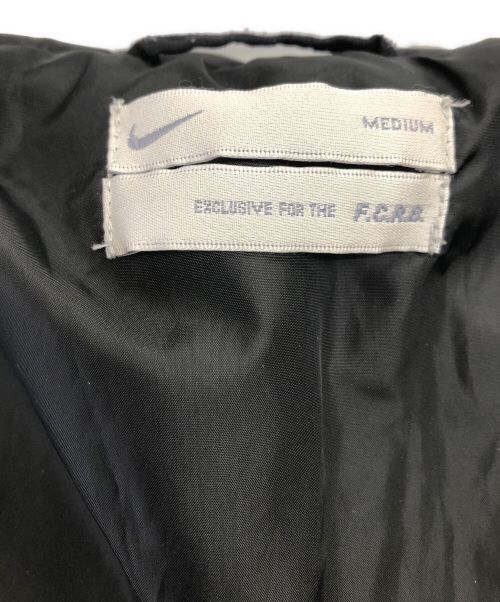 MEDIUM
EXCLUSIVE FOR THE F.C.R.B.